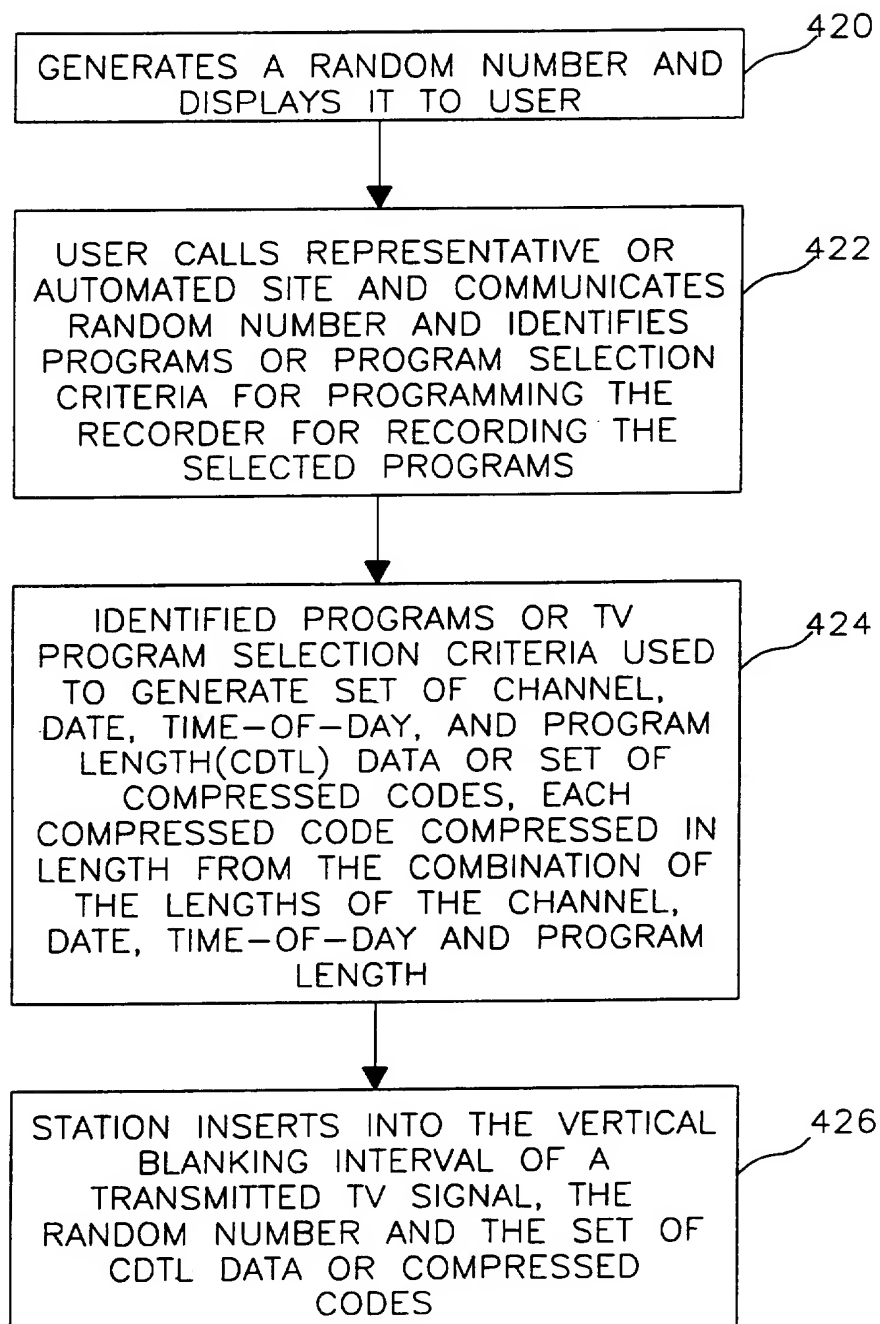 420
GENERATES A RANDOM NUMBER AND
DISPLAYS IT TO USER
422
USER CALLS REPRESENTATIVE OR
AUTOMATED SITE AND COMMUNICATES
RANDOM NUMBER AND IDENTIFIES
PROGRAMS OR PROGRAM SELECTION
CRITERIA FOR PROGRAMMING THE
RECORDER FOR RECORDING THE
SELECTED PROGRAMS
424
IDENTIFIED PROGRAMS OR TV
PROGRAM SELECTION CRITERIA USED
TO GENERATE SET OF CHANNEL,
DATE, TIME-OF-DAY, AND PROGRAM
LENGTH(CDTL) DATA OR SET OF
COMPRESSED CODES, EACH
COMPRESSED CODE COMPRESSED IN
LENGTH FROM THE COMBINATION OF
THE LENGTHS OF THE CHANNEL,
DATE, TIME-OF-DAY AND PROGRAM
LENGTH
426
STATION INSERTS INTO THE VERTICAL
BLANKING INTERVAL OF A
TRANSMITTED TV SIGNAL, THE
RANDOM NUMBER AND THE SET OF
CDTL DATA OR COMPRESSED
CODES